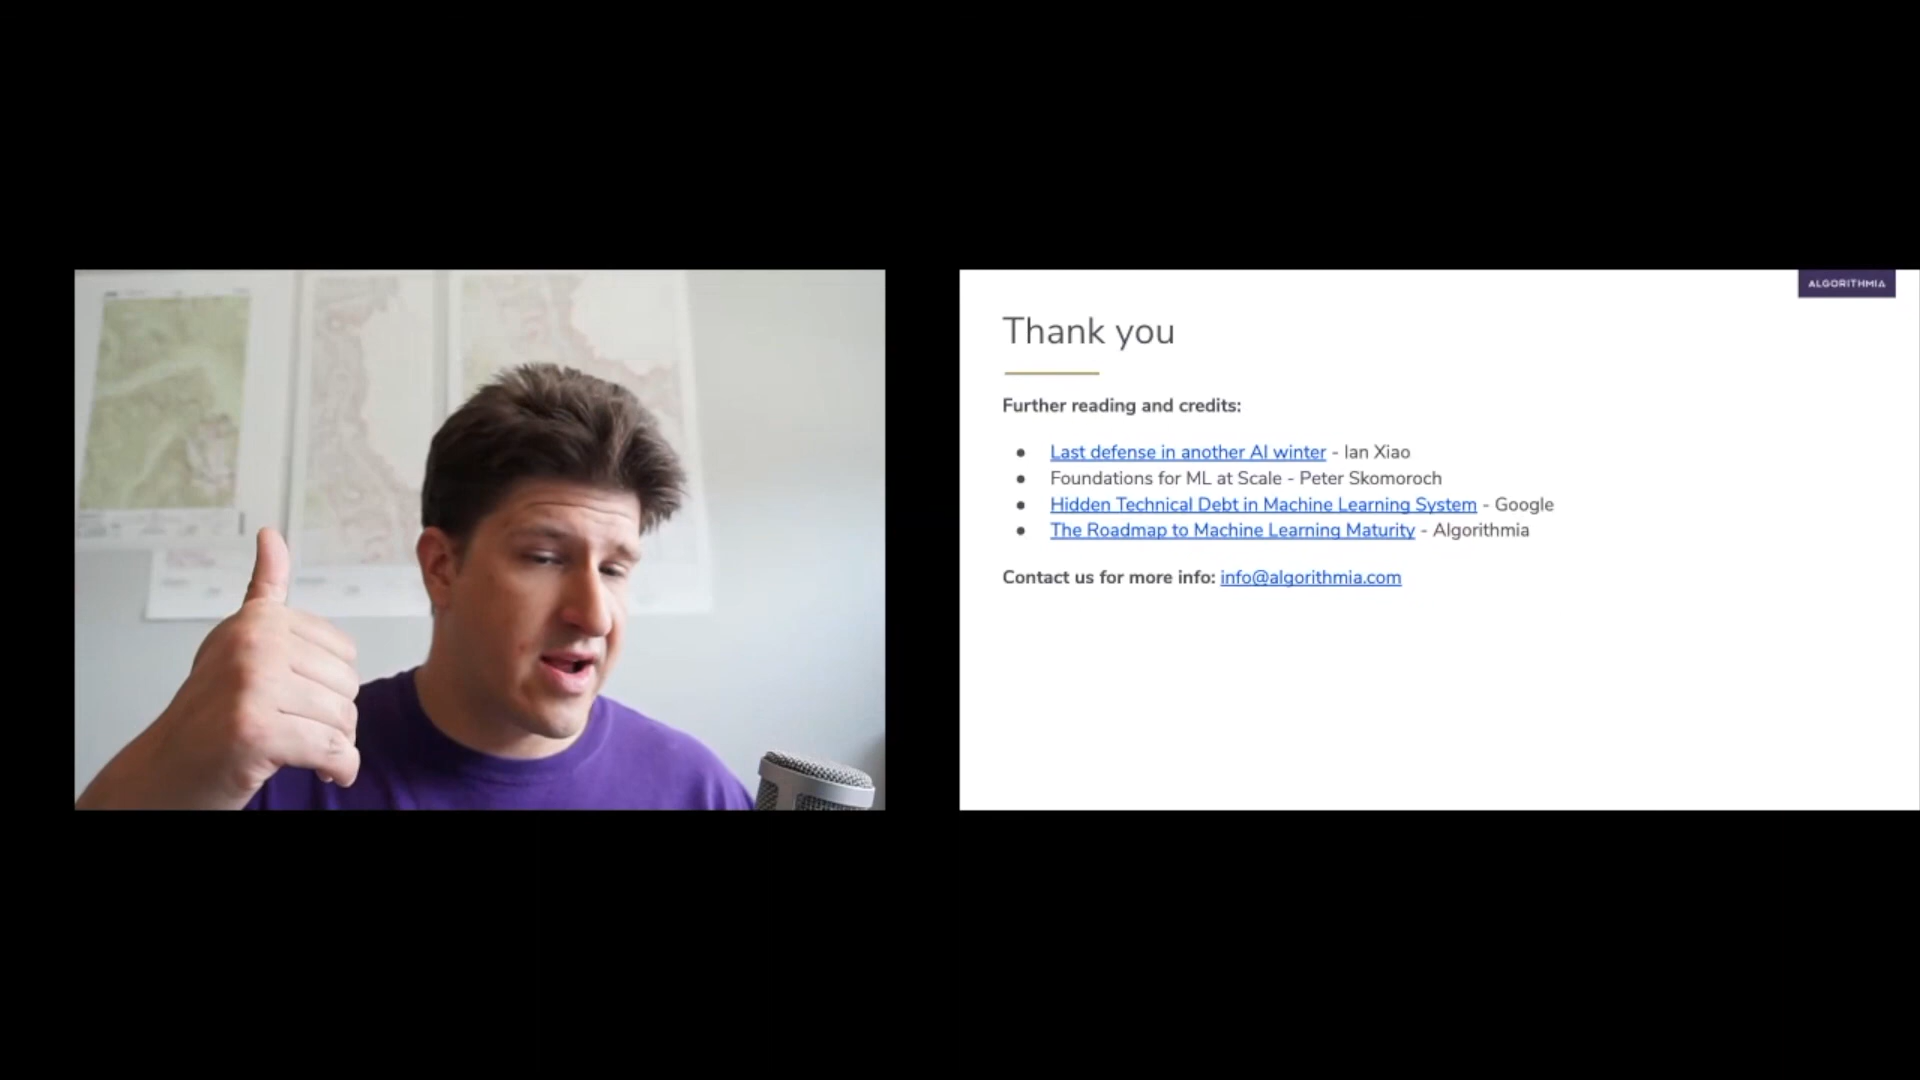 ALGORITHMIA
Thank you
Further reading and credits:
● Last defense in another AI winter - Ian Xiao
● Foundations for ML at Scale - Peter Skomoroch
● Hidden Technical Debt in Machine Learning System - Google
● The Roadmap to Machine Learning Maturity - Algorithmia
Contact us for more info: info@algorithmia.com